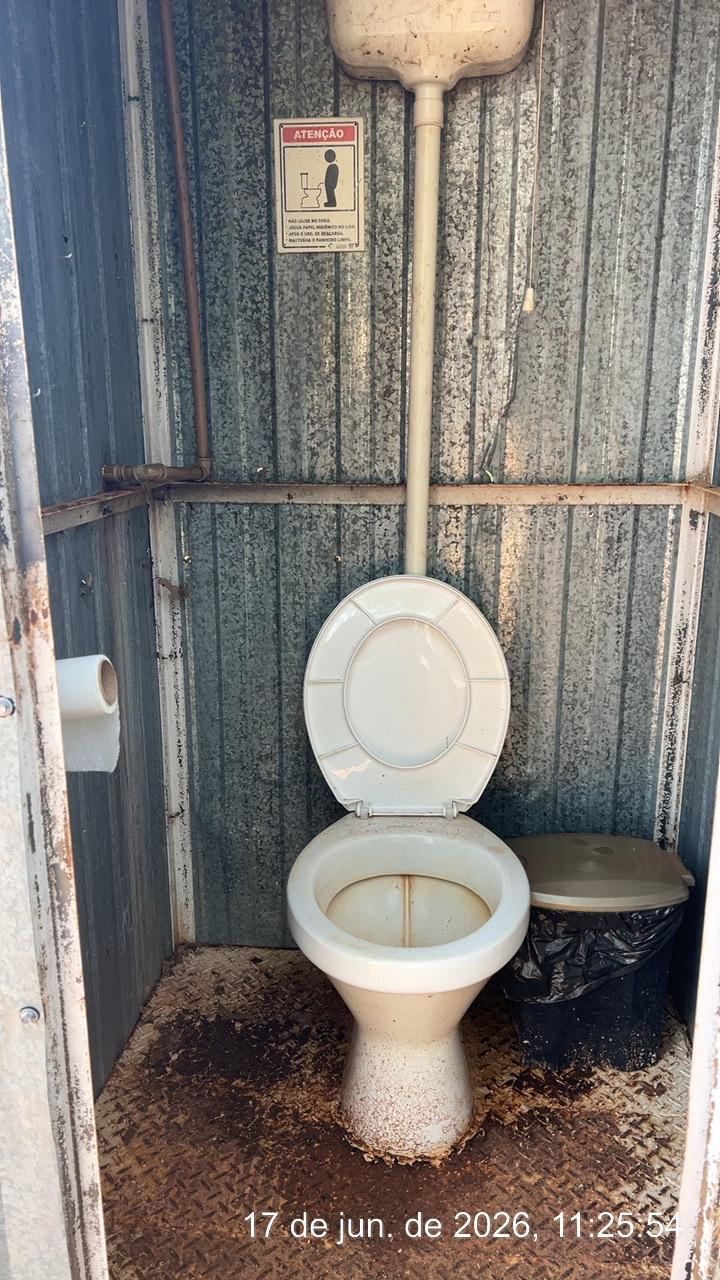 ATENÇÃO
* NÃO URINE NO CHÃO.
* JOGUE PAPEL HIGIÊNICO NO LIXO.
* APÓS O USO, DE DESCARGA.
* MANTENHA O BANHEIRO LIMPO.
17 de jun. de 2026, 11:25:54